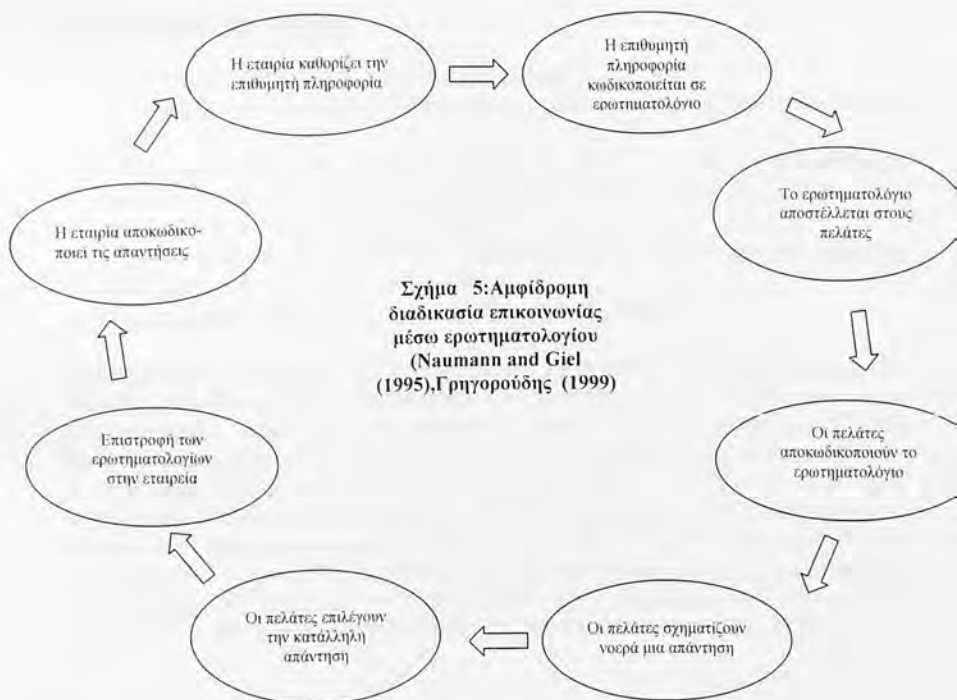 Η εταιρία καθορίζει την
επιθυμητή πληροφορία
Η επιθυμητή
πληροφορία
κωδικοποιείται σε
ερωτηματολόγιο
Το ερωτηματολόγιο
αποστέλλεται στους
πελάτες
Οι πελάτες
αποκωδικοποιούν το
ερωτηματολόγιο
Οι πελάτες σχηματίζουν
νοερά μια απάντηση
Οι πελάτες επιλέγουν
την κατάλληλη
απάντηση
Επιστροφή των
ερωτηματολογίων
στην εταιρεία
Η εταιρία αποκωδικο-
ποιεί τις απαντήσεις
Σχήμα 5:Αμφίδρομη
διαδικασία επικοινωνίας
μέσω ερωτηματολογίου
(Naumann and Giel
(1995),Γρηγορούδης (1999)